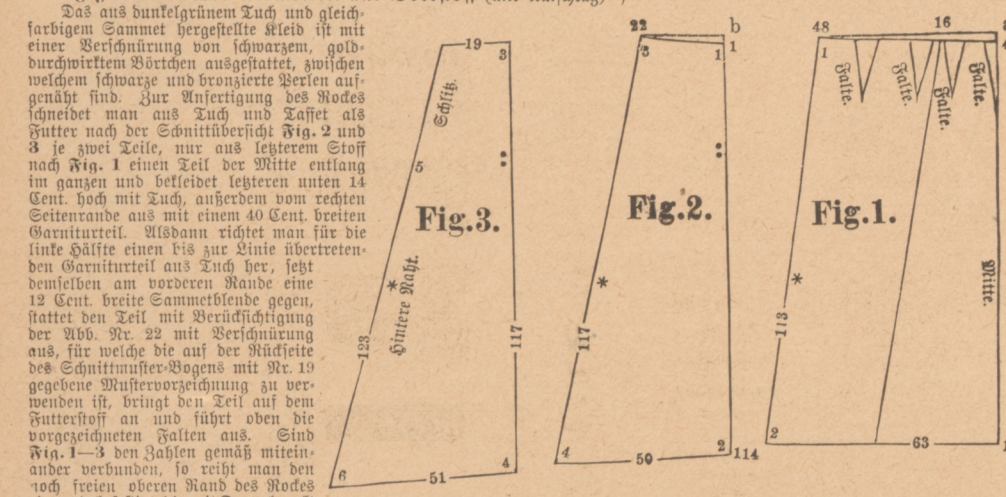 Das aus dunkelgrünem Tuch und gleich-
farbigem Sammet hergestellte Kleid ist mit
einer Verschnürung von schwarzem, gold-
durchwirktem Börtchen ausgestattet, zwischen
welchem schwarze und bronzierte Perlen auf-
genäht sind. Zur Anfertigung des Rockes
schneidet man aus Tuch und Taffet als
Futter nach der Schnittübersicht Fig. 2 und
3 je zwei Teile, nur aus letzterem Stoff
nach Fig. 1 einen Teil der Mitte entlang
im ganzen und bekleidet letzteren unten 14
Cent. hoch mit Tuch, außerdem vom rechten
Seitenrande aus mit einem 40 Cent. breiten
Garniturteil. Alsdann richtet man für die
linke Hälfte einen bis zur Linie übertreten-
den Garniturteil aus Tuch her, setzt
demselben am vorderen Rande eine
12 Cent. breite Sammetblende gegen,
stattet den Teil mit Berücksichtigung
der Abb. Nr. 22 mit Verschnürung
aus, für welche die auf der Rückseite
des Schnittmuster-Bogens mit Nr. 19
gegebene Mustervorzeichnung zu ver-
wenden ist, bringt den Teil auf dem
Futterstoff an und führt oben die
vorgezeichneten Falten aus. Sind
Fig. 1—3 den Zahlen gemäß mitein-
ander verbunden, so reiht man den
noch freien oberen Rand des Rockes
19
3
Schlitz.
5
Fig. 3.
*
Hintere Naht.
123
117
6
51
4
22
b
3
1
1
Fig. 2.
*
117
4
50
2
114
48
16
1
Falte.
Falte.
Falte.
Falte.
Fig. 1.
*
Mitte.
113
2
63